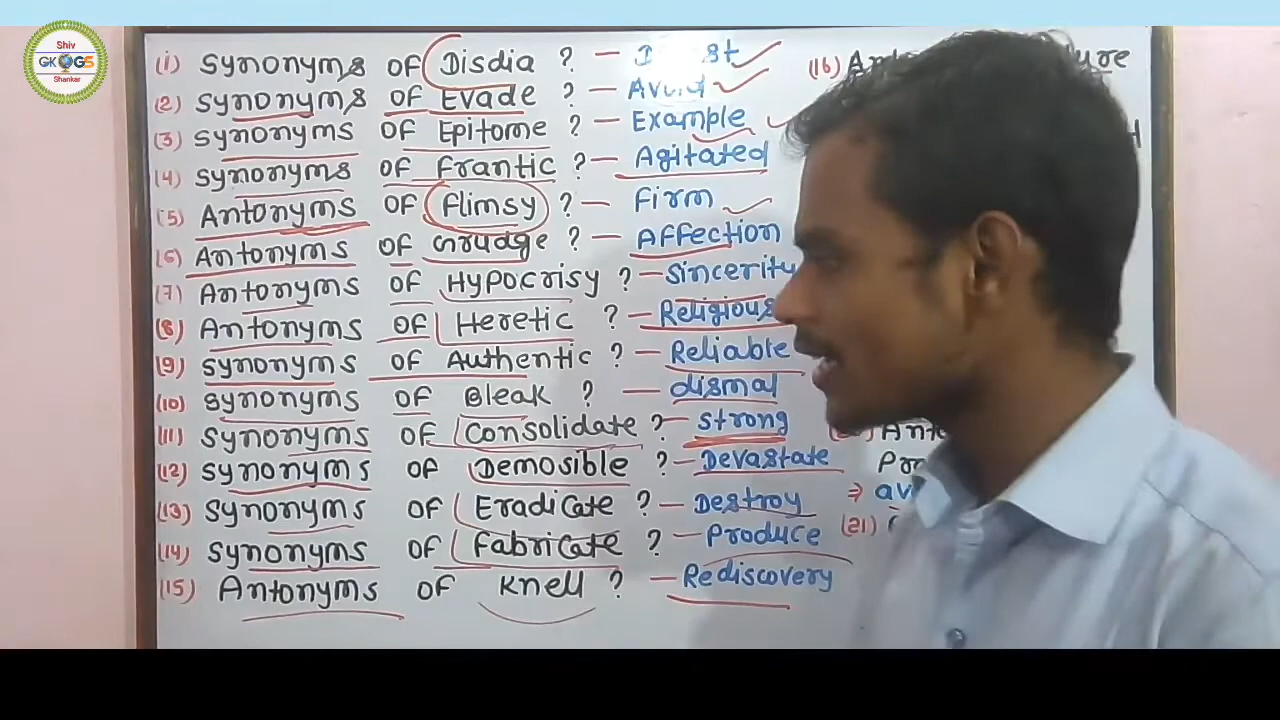 Shiv
GK GS
Shankar
(1) Synonyms OF Disdia ? —
(2) Synonyms OF Evade ? — Avoid
(3) Synonyms OF Epitome ? — Example
(4) Synonyms OF Frantic ? — Agitated
(5) Antonyms OF Flimsy ? — Firm
(6) Antonyms OF Grudge ? — Affection
(7) Antonyms OF Hypocrisy ? — Sincerity
(8) Antonyms OF Heretic ? — Religious
(9) Synonyms OF Authentic ? — Reliable
(10) Synonyms OF Bleak ? — dismal
(11) Synonyms OF Consolidate ? — Strong
(12) Synonyms OF Demosible ? — Devastate
(13) Synonyms OF Eradicate ? — Destroy
(14) Synonyms OF Fabricate ? — Produce
(15) Antonyms OF Knell ? — Rediscovery
(16)
(21)